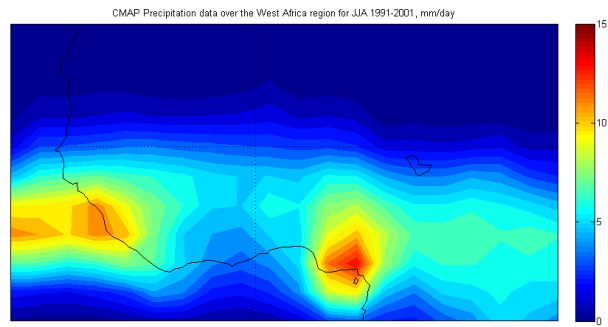 CMAP Precipitation data over the West Africa region for JJA 1991-2001, mm/day
15
10
5
0